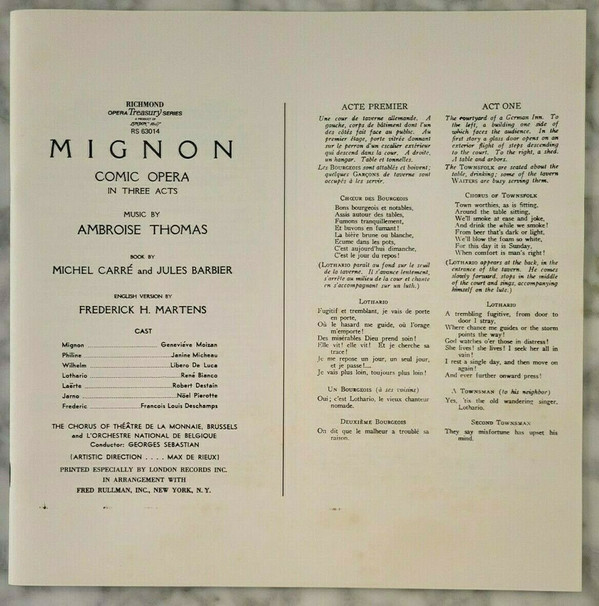 RICHMOND
OPERA Treasury SERIES
RS 63014
MIGNON
COMIC OPERA
IN THREE ACTS
MUSIC BY
AMBROISE THOMAS
BOOK BY
MICHEL CARRÉ and JULES BARBIER
ENGLISH VERSION BY
FREDERICK H. MARTENS
CAST
Mignon Geneviève Moizan
Philine Janine Micheau
Wilhelm Libero De Luca
Lothario René Bianco
Laërte Robert Destain
Jarno Nöel Pierotte
Frederic Francois Louis Deschamps
THE CHORUS OF THÉÂTRE DE LA MONNAIE, BRUSSELS
and L'ORCHESTRE NATIONAL DE BELGIQUE
Conductor: GEORGES SEBASTIAN
(ARTISTIC DIRECTION .... MAX DE RIEUX)
PRINTED ESPECIALLY BY LONDON RECORDS INC.
IN ARRANGEMENT WITH
FRED RULLMAN, INC., NEW YORK, N. Y.
ACTE PREMIER
Une cour de taverne allemande. A
gauche, corps de bâtiment dont l'un
des côtés fait face au public. Au
premier étage, porte vitrée donnant
sur le perron d'un escalier extérieur
qui descend dans la cour. A droite,
un hangar. Table et tonnelles.
Les BOURGEOIS sont attablés et boivent;
quelques GARÇONS de taverne sont
occupés à les servir.
CHŒUR DES BOURGEOIS
Bons bourgeois et notables,
Assis autour des tables,
Fumons tranquillement,
Et buvons en fumant!
La bière brune ou blanche,
Ecume dans les pots,
C'est aujourd'hui dimanche,
C'est le jour du repos!
(LOTHARIO paraît au fond sur le seuil
de la taverne. Il s'avance lentement,
s'arrête au milieu de la cour et chante
en s'accompagnant sur un luth.)
LOTHARIO
Fugitif et tremblant, je vais de porte
en porte,
Où le hasard me guide, où l'orage
m'emporte!
Des misérables Dieu prend soin!
Elle vit! elle vit! Et je cherche sa
trace!
Je me repose un jour, un seul jour,
et je passe!...
Je vais plus loin, toujours plus loin!
UN BOURGEOIS (à ses voisins)
Oui; c'est Lothario, le vieux chanteur
nomade.
DEUXIÈME BOURGEOIS
On dit que le malheur a troublé sa
raison.
ACT ONE
The courtyard of a German Inn. To
the left, a building one side of
which faces the audience. In the
first story a glass door opens on an
exterior flight of steps descending
to the court. To the right, a shed.
A table and arbors.
The TOWNSFOLK are seated about the
table, drinking; some of the tavern
WAITERS are busy serving them.
CHORUS OF TOWNSFOLK
Town worthies, as is fitting,
Around the table sitting,
We'll smoke at ease and joke,
And drink the while we smoke!
From beer that's dark or light,
We'll blow the foam so white,
For this day it is Sunday,
When comfort is man's right!
(LOTHARIO appears at the back, in the
entrance of the tavern. He comes
slowly forward, stops in the middle
of the court and sings, accompanying
himself on the lute.)
LOTHARIO
A trembling fugitive, from door to
door I stray,
Where chance me guides or the storm
points the way!
God watches o'er those in distress!
She lives! she lives! I seek her all in
vain!
I rest a single day, and then move on
again!
And ever further onward press!
A TOWNSMAN (to his neighbor)
Yes, 'tis the old wandering singer,
Lothario.
SECOND TOWNSMAN
They say misfortune has upset his
mind.